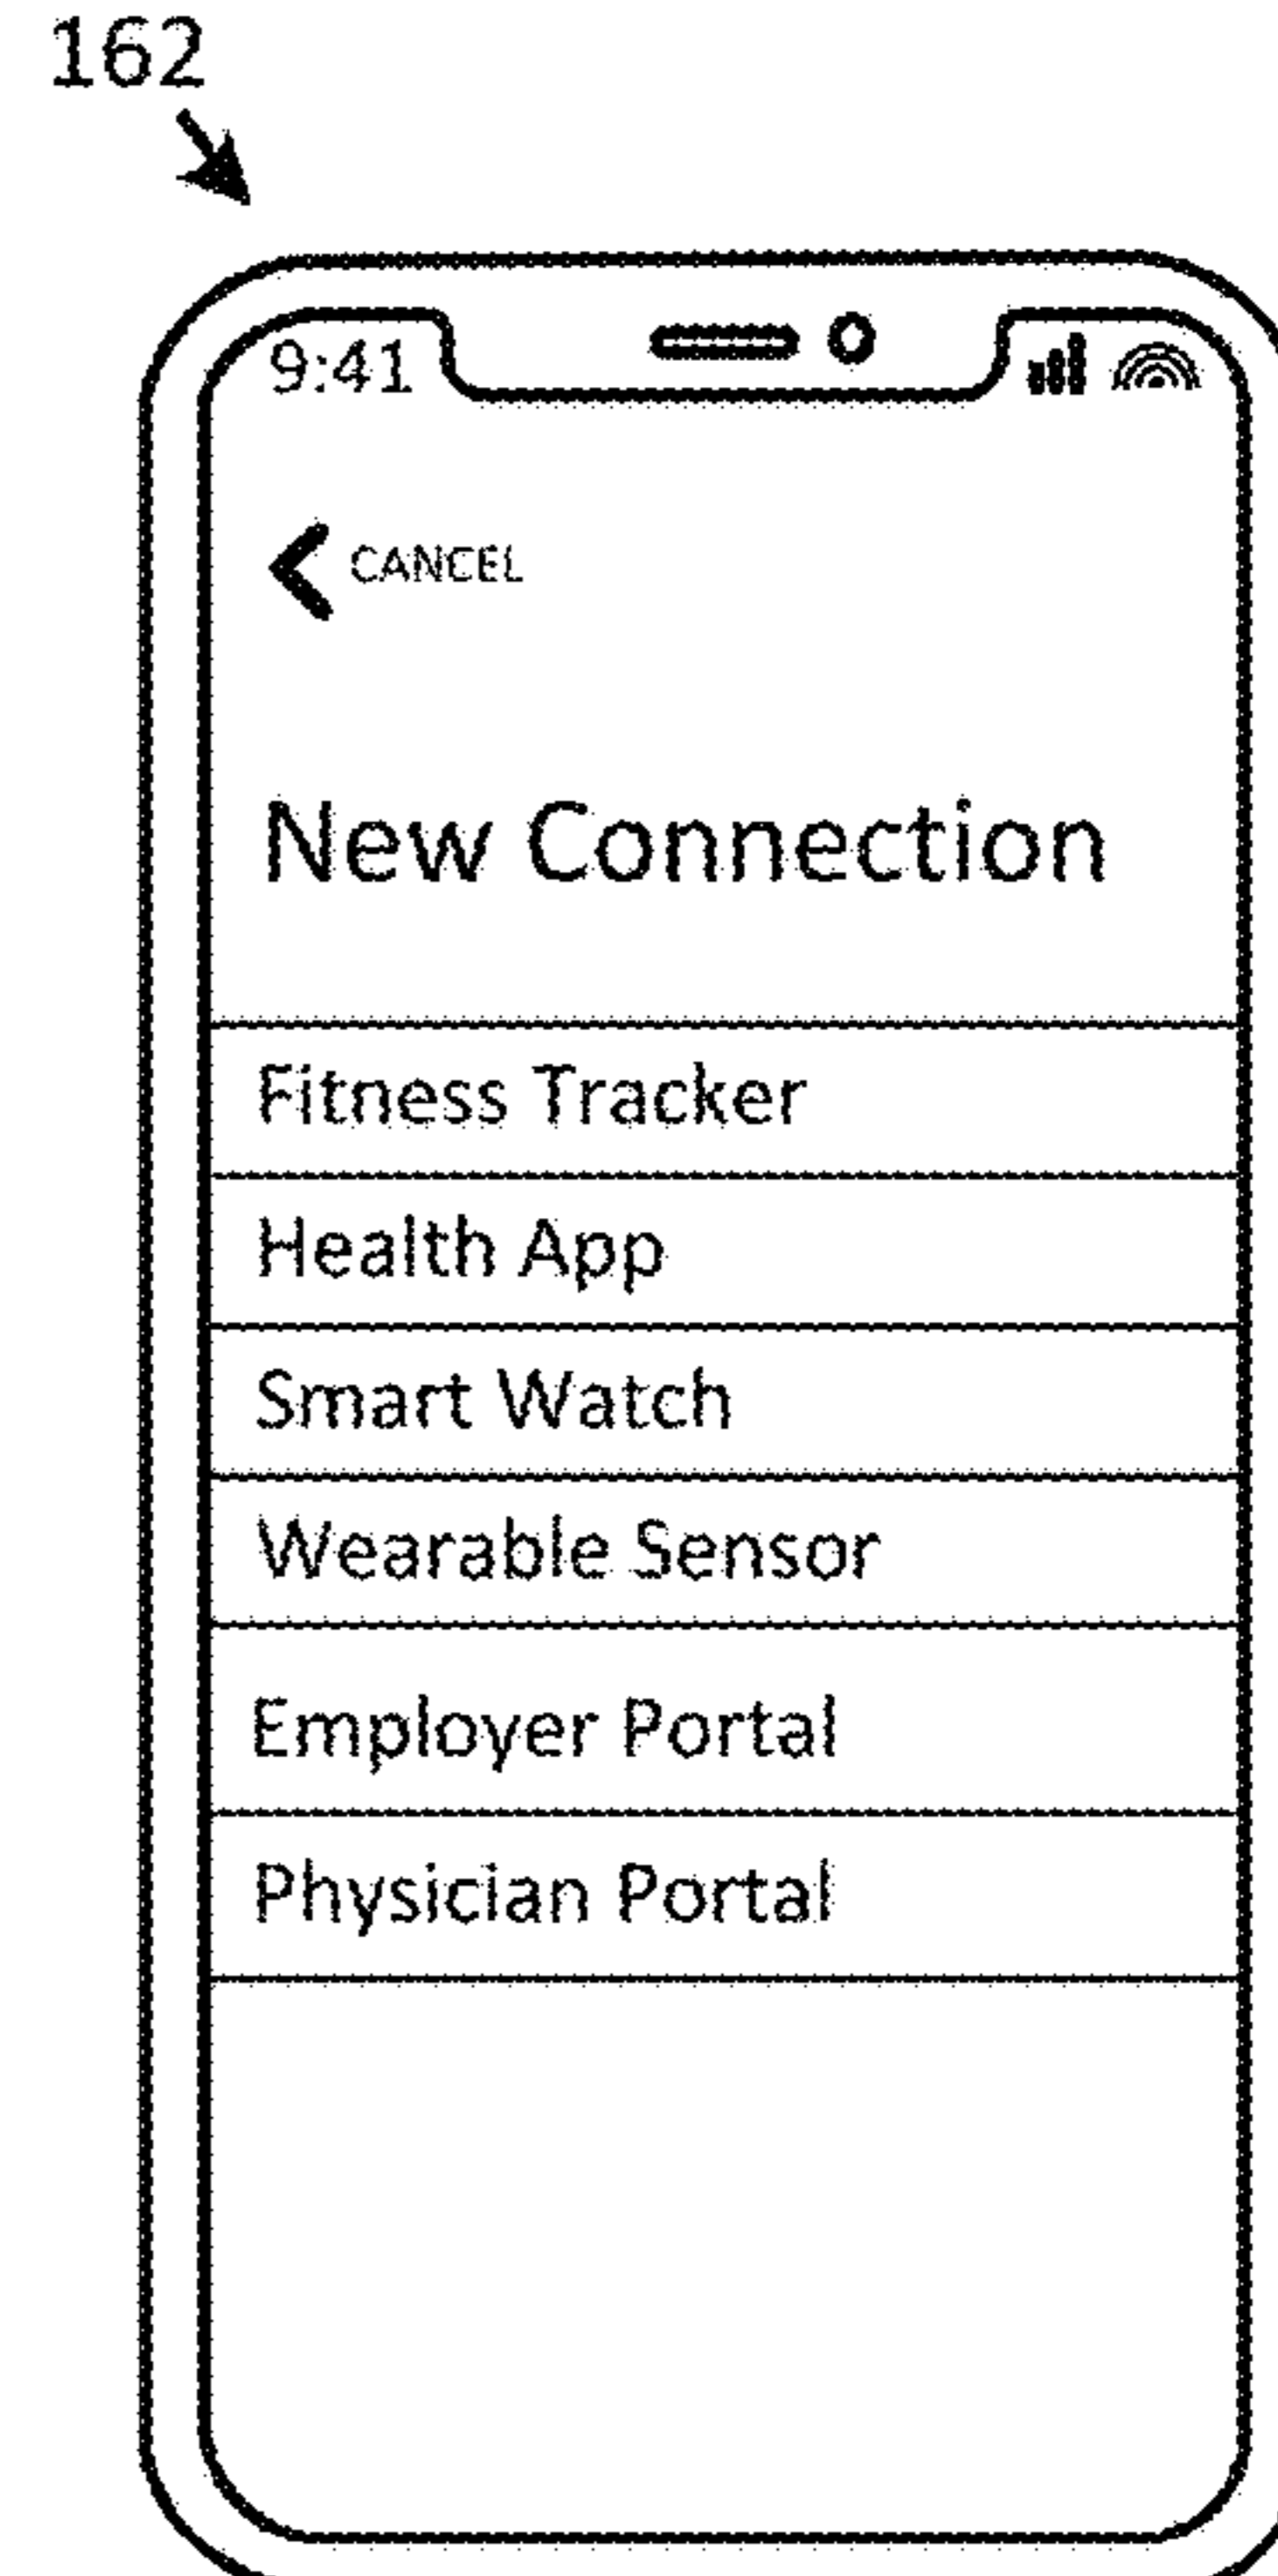 162
9:41
CANCEL
New Connection
Fitness Tracker
Health App
Smart Watch
Wearable Sensor
Employer Portal
Physician Portal